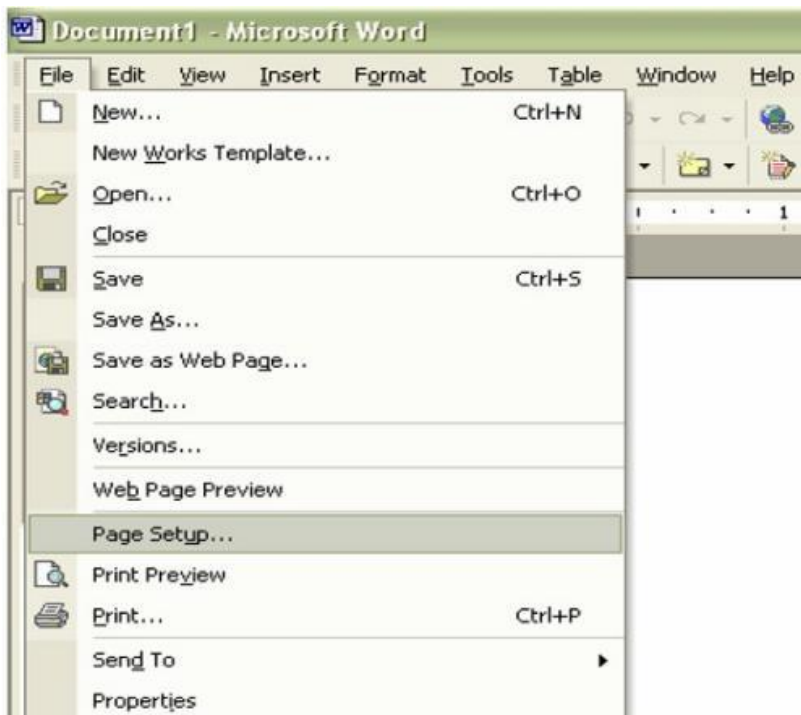 Document1 - Microsoft Word
File Edit View Insert Format Tools Table Window Help
New... Ctrl+N
New Works Template...
Open... Ctrl+O
Close
Save Ctrl+S
Save As...
Save as Web Page...
Search...
Versions...
Web Page Preview
Page Setup...
Print Preview
Print... Ctrl+P
Send To
Properties
1